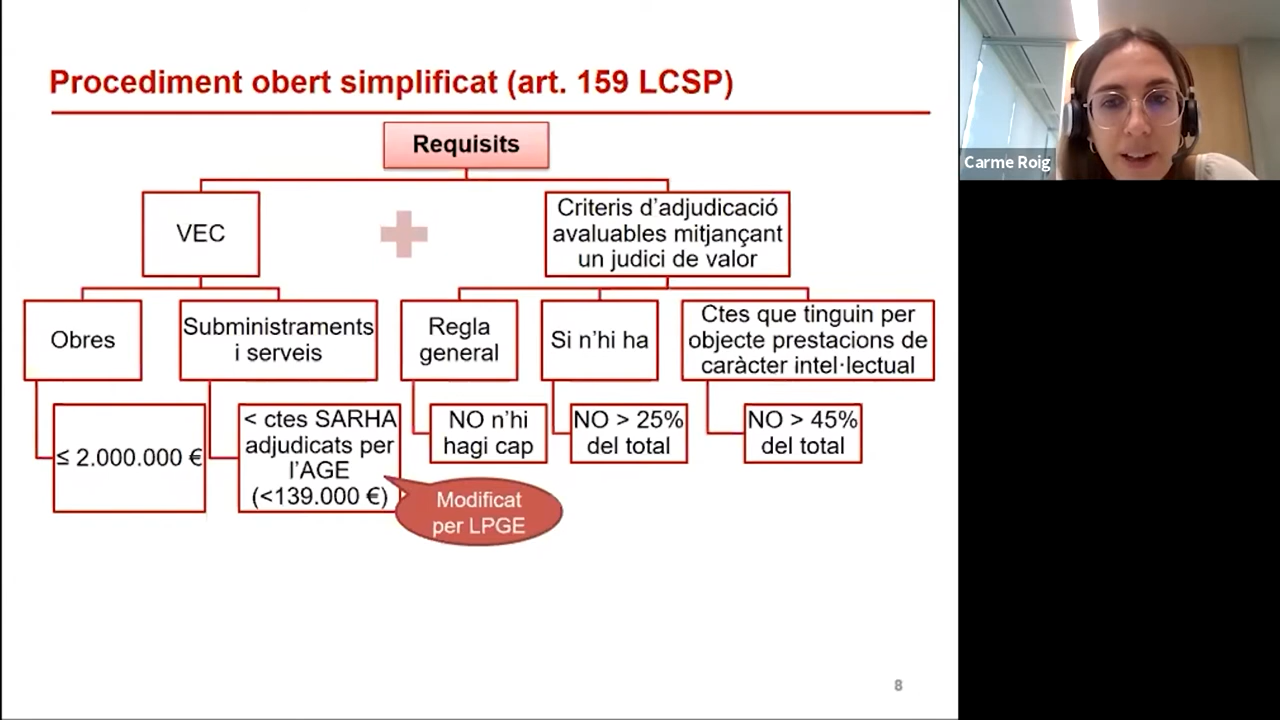 Procediment obert simplificat (art. 159 LCSP)
Requisits
VEC
Criteris d'adjudicació
avaluables mitjançant
un judici de valor
Obres
Subministraments
i serveis
Regla
general
Si n'hi ha
Ctes que tinguin per
objecte prestacions de
caràcter intel·lectual
≤ 2.000.000 €
< ctes SARHA
adjudicats per
l'AGE
(<139.000 €)
NO n'hi
hagi cap
NO > 25%
del total
NO > 45%
del total
Modificat
per LPGE
8
Carme Roig